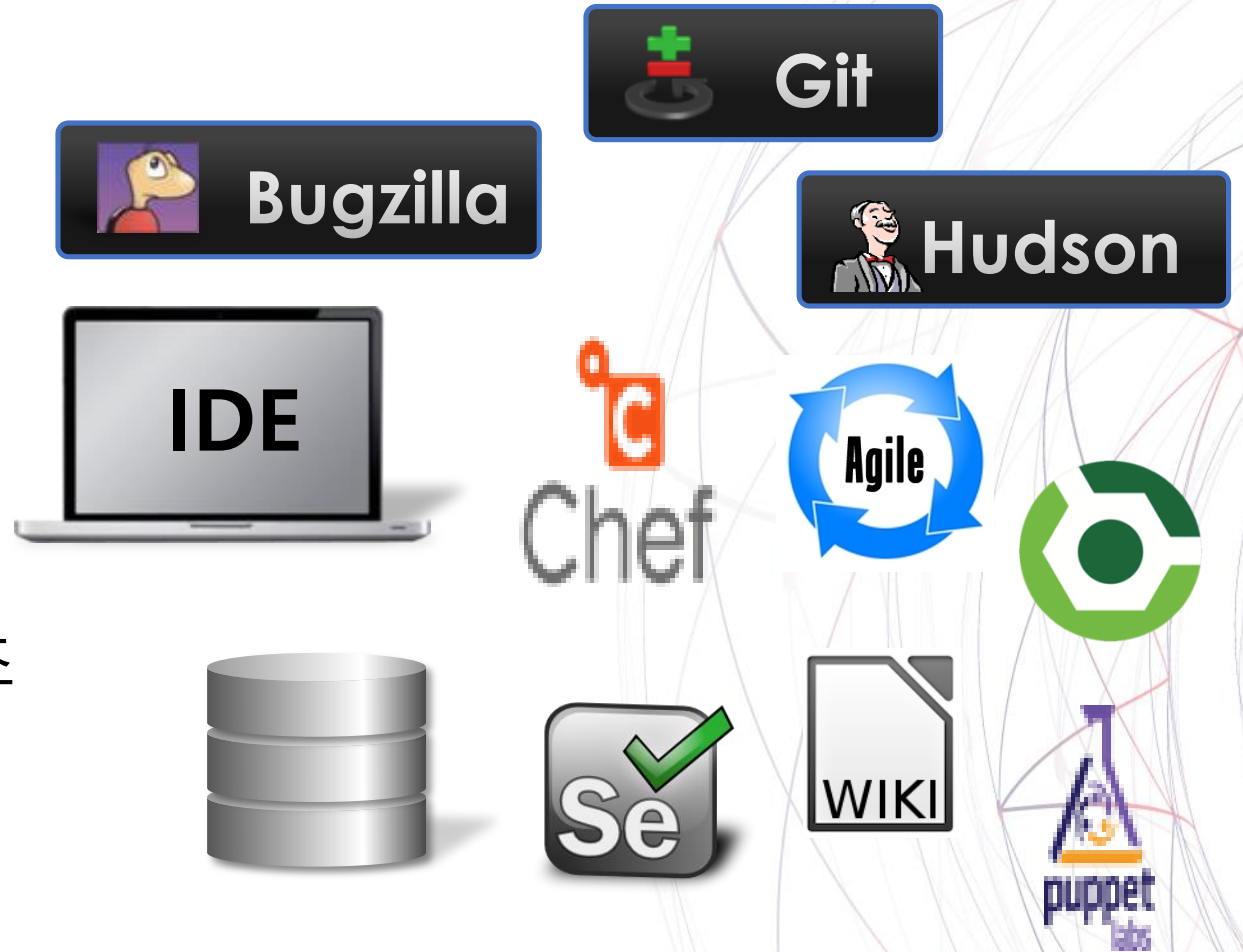 Git
Bugzilla
Hudson
IDE
°C
Chef
Agile
WIKI
Se
puppet
labs